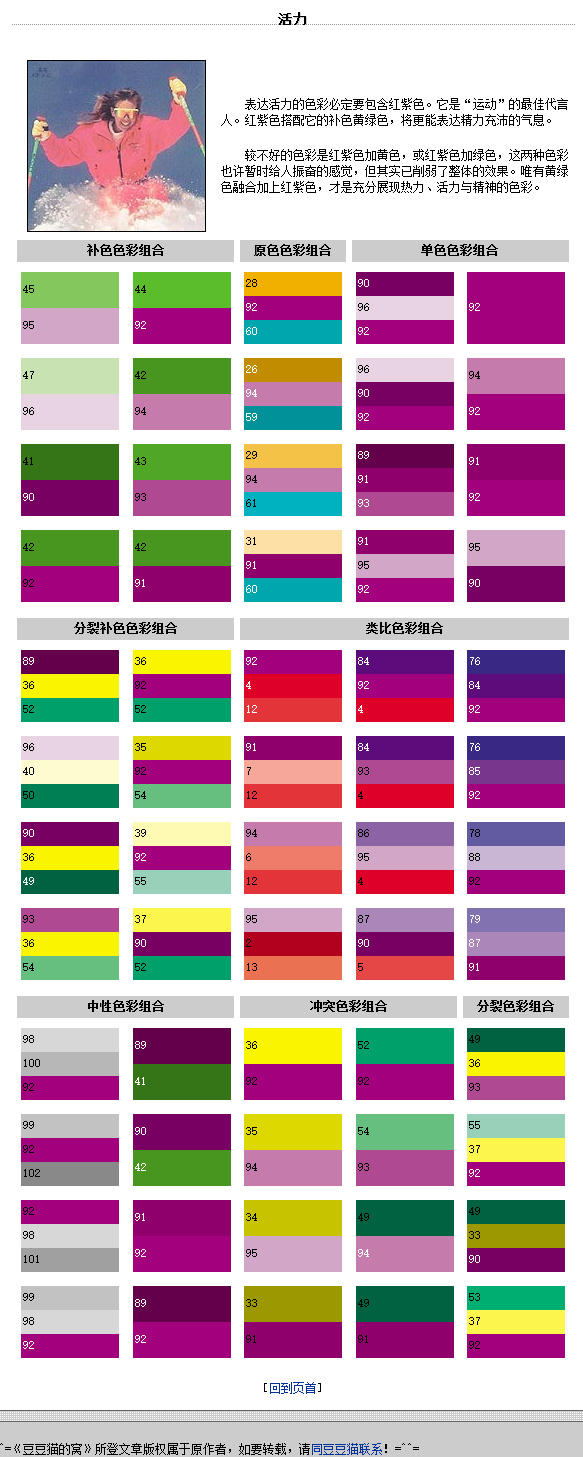 活力
表达活力的色彩必定要包含红紫色。它是“运动”的最佳代言
人。红紫色搭配它的补色黄绿色，将更能表达精力充沛的气息。
较不好的色彩是红紫色加黄色，或红紫色加绿色，这两种色彩
也许暂时给人振奋的感觉，但其实已削弱了整体的效果。唯有黄绿
色融合加上红紫色，才是充分展现热力、活力与精神的色彩。
补色色彩组合 原色色彩组合 单色色彩组合
45 44 28 90 92
95 92 92 96
60 92
47 42 26 96 94
96 94 94 90 92
59 92
41 43 29 89 91
90 93 94 91 92
61 93
42 42 31 91 95
92 91 91 95 90
60 92
分裂补色色彩组合 类比色彩组合
89 36 92 84 76
36 92 4 92 84
52 52 12 4 92
96 35 91 84 76
40 92 7 93 85
50 54 12 4 92
90 39 94 86 78
36 92 6 95 88
49 55 12 4 92
93 37 95 87 79
36 90 2 90 87
54 52 13 5 91
中性色彩组合 冲突色彩组合 分裂色彩组合
98 89 36 52 49
100 41 92 92 36
92 93
99 90 35 54 55
92 42 94 93 37
102 92
92 91 34 49 49
98 92 95 94 33
101 90
99 89 33 49 53
98 92 91 91 37
92 92
[回到页首]
^=《豆豆猫的窝》所登文章版权属于原作者，如要转载，请同豆豆猫联系！=^^=